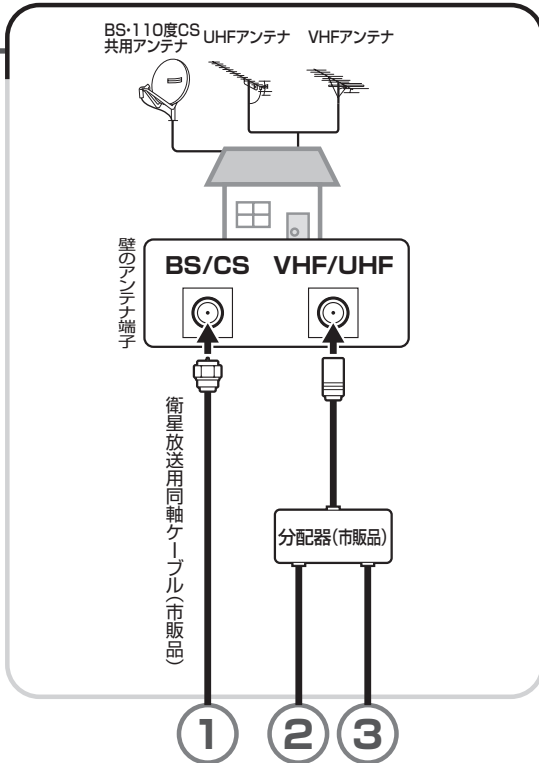 BS・110度CS
共用アンテナ
UHFアンテナ
VHFアンテナ
壁のアンテナ端子
BS/CS
VHF/UHF
衛星放送用同軸ケーブル(市販品)
分配器(市販品)
1
2
3